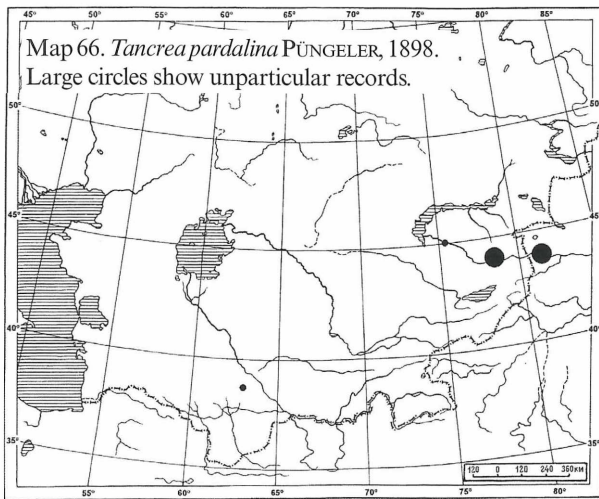 45° 50° 55° 60° 65° 70° 75° 80° 85°
Map 66. Tancrea pardalina PÜNGELER, 1898.
Large circles show unparticular records.
50° 50°
45° 45°
40° 40°
35° 35°
120 0 120 240 360км
55° 60° 65° 70° 75° 80°